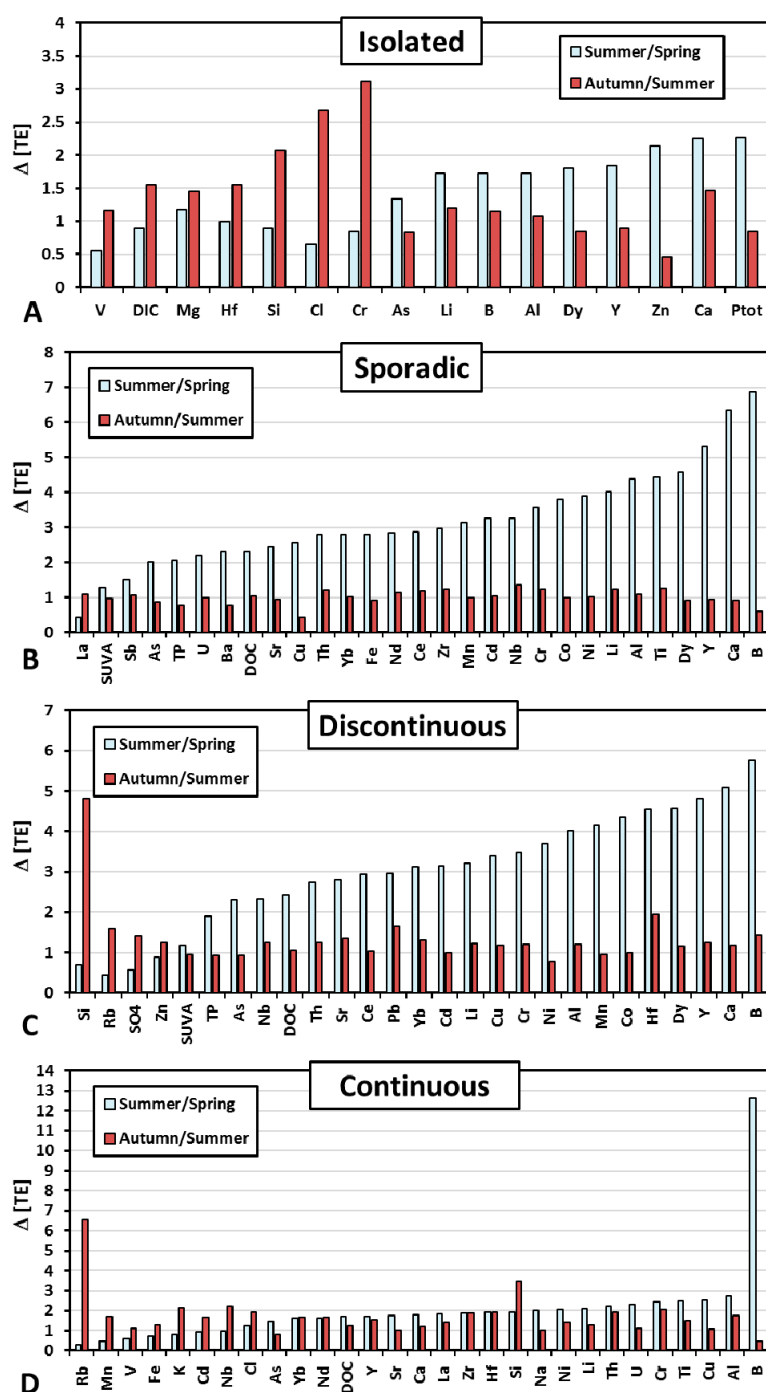 Isolated
Summer/Spring
Autumn/Summer
Δ [TE]
4
3.5
3
2.5
2
1.5
1
0.5
0
V DIC Mg Hf Si Cl Cr As Li B Al Dy Y Zn Ca Ptot
A
Sporadic
Summer/Spring
Autumn/Summer
Δ [TE]
8
7
6
5
4
3
2
1
0
La SUVA Sb As TP U Ba DOC Sr Cu Th Yb Fe Nd Ce Zr Mn Cd Nb Cr Co Ni Li Al Ti Dy Y Ca B
B
Discontinuous
Summer/Spring
Autumn/Summer
Δ [TE]
7
6
5
4
3
2
1
0
Si Rb SO4 Zn SUVA TP As Nb DOC Th Sr Ce Pb Yb Cd Li Cu Cr Ni Al Mn Co Hf Dy Y Ca B
C
Continuous
Summer/Spring
Autumn/Summer
Δ [TE]
14
13
12
11
10
9
8
7
6
5
4
3
2
1
0
Rb Mn V Fe K Cd Nb Cl As Yb Nd DOC Y Sr Ca La Zr Hf Si Na Ni Li Th U Cr Ti Cu Al B
D